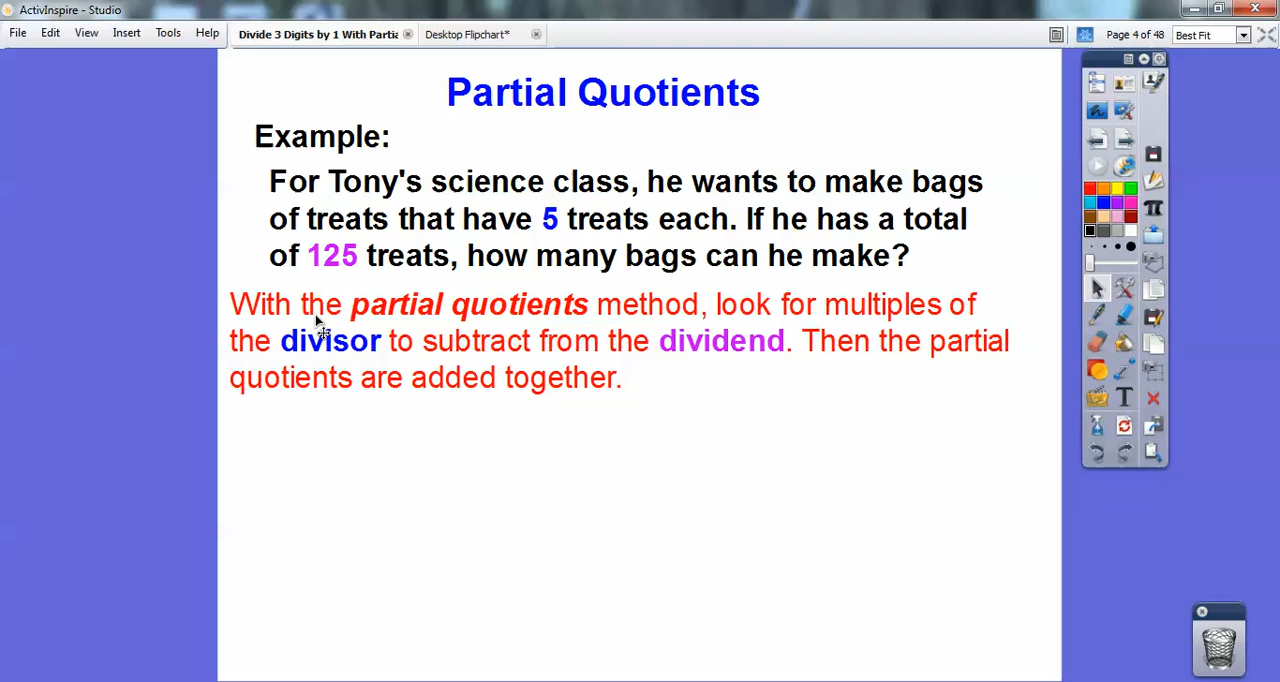 ActivInspire - Studio
File Edit View Insert Tools Help
Divide 3 Digits by 1 With Partia
Desktop Flipchart*
Page 4 of 48
Best Fit
Partial Quotients
Example:
For Tony's science class, he wants to make bags
of treats that have 5 treats each. If he has a total
of 125 treats, how many bags can he make?
With the partial quotients method, look for multiples of
the divisor to subtract from the dividend. Then the partial
quotients are added together.